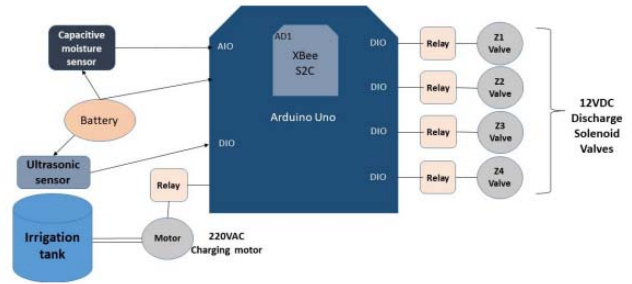 Capacitive
moisture
sensor
Battery
Ultrasonic
sensor
Irrigation
tank
Relay
Motor
220VAC
Charging motor
AIO
DIO
AD1
XBee
S2C
Arduino Uno
DIO
DIO
DIO
DIO
Relay
Relay
Relay
Relay
Z1
Valve
Z2
Valve
Z3
Valve
Z4
Valve
12VDC
Discharge
Solenoid
Valves